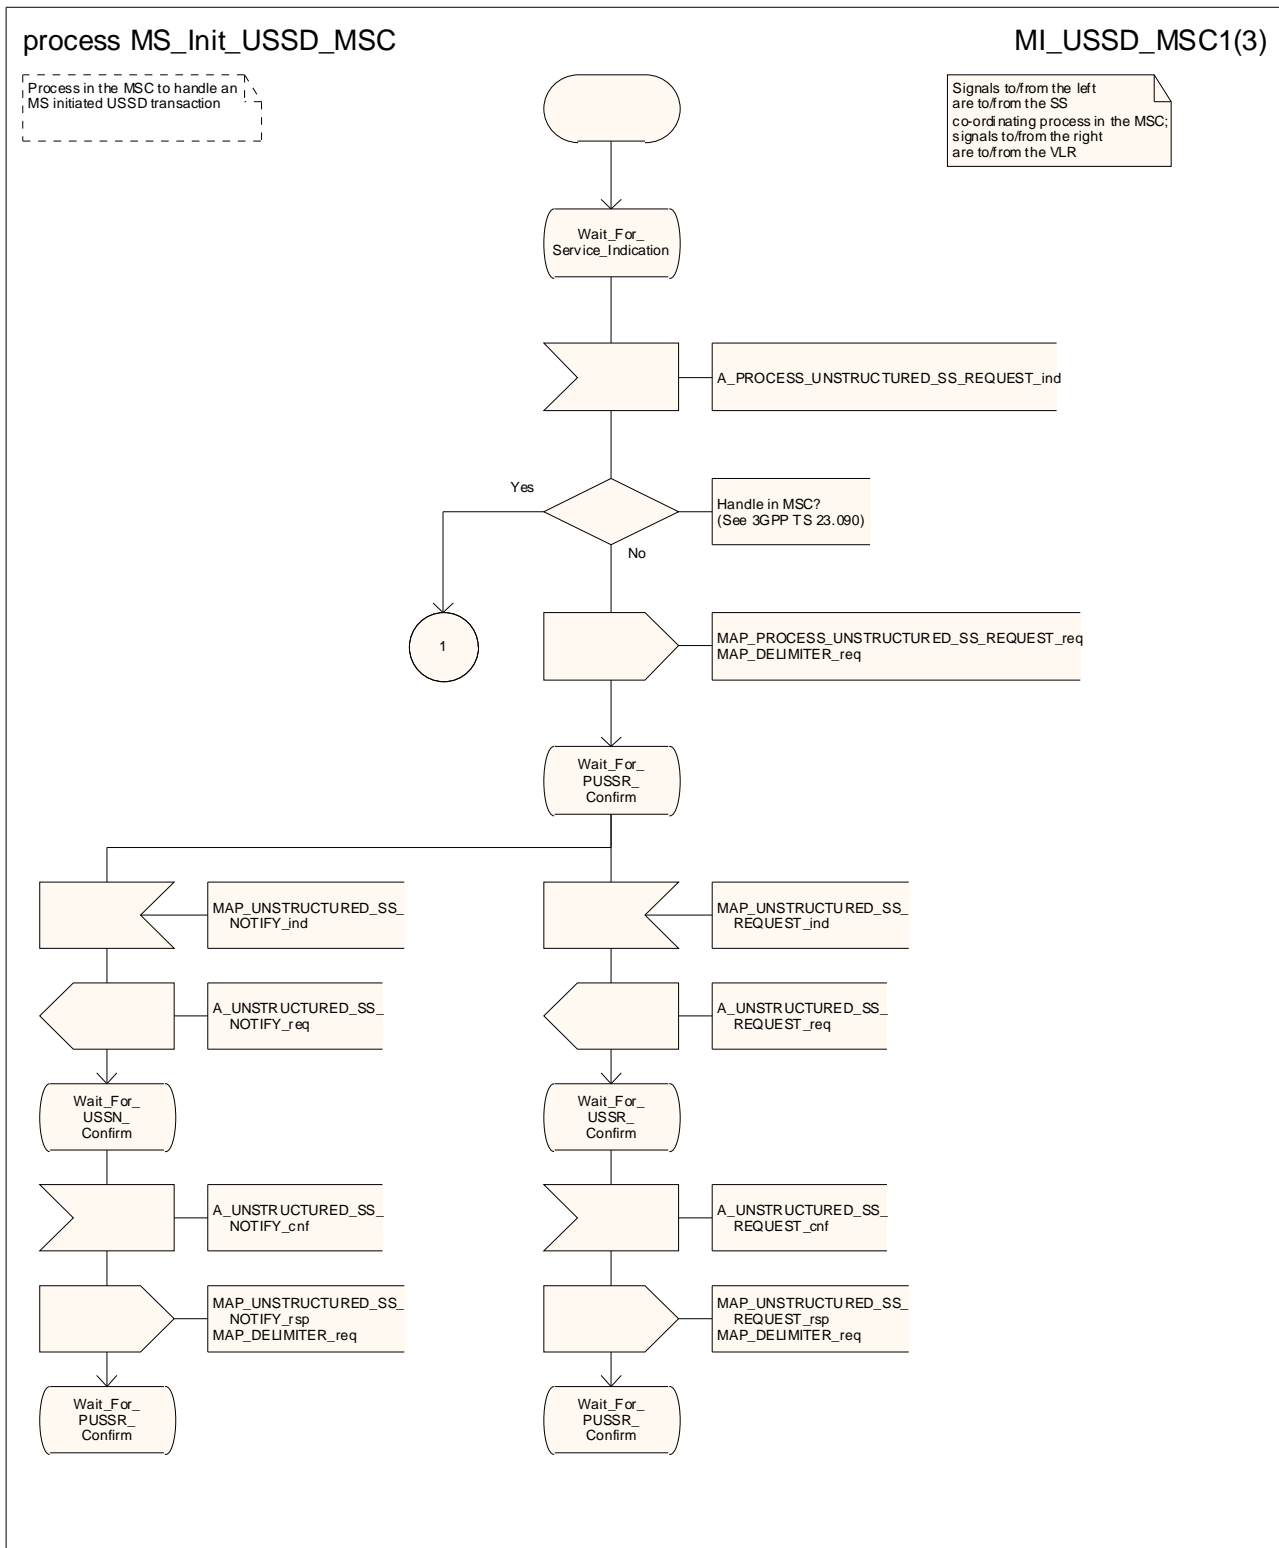 process MS_Init_USSD_MSC
MI_USSD_MSC1(3)
Process in the MSC to handle an
MS initiated USSD transaction
Signals to/from the left
are to/from the SS
co-ordinating process in the MSC;
signals to/from the right
are to/from the VLR
Wait_For_
Service_Indication
A_PROCESS_UNSTRUCTURED_SS_REQUEST_ind
Yes
Handle in MSC?
(See 3GPP TS 23.090)
No
1
MAP_PROCESS_UNSTRUCTURED_SS_REQUEST_req
MAP_DELIMITER_req
Wait_For_
PUSSR_
Confirm
MAP_UNSTRUCTURED_SS_
NOTIFY_ind
MAP_UNSTRUCTURED_SS_
REQUEST_ind
A_UNSTRUCTURED_SS_
NOTIFY_req
A_UNSTRUCTURED_SS_
REQUEST_req
Wait_For_
USSN_
Confirm
Wait_For_
USSR_
Confirm
A_UNSTRUCTURED_SS_
NOTIFY_cnf
A_UNSTRUCTURED_SS_
REQUEST_cnf
MAP_UNSTRUCTURED_SS_
NOTIFY_rsp
MAP_DELIMITER_req
MAP_UNSTRUCTURED_SS_
REQUEST_rsp
MAP_DELIMITER_req
Wait_For_
PUSSR_
Confirm
Wait_For_
PUSSR_
Confirm